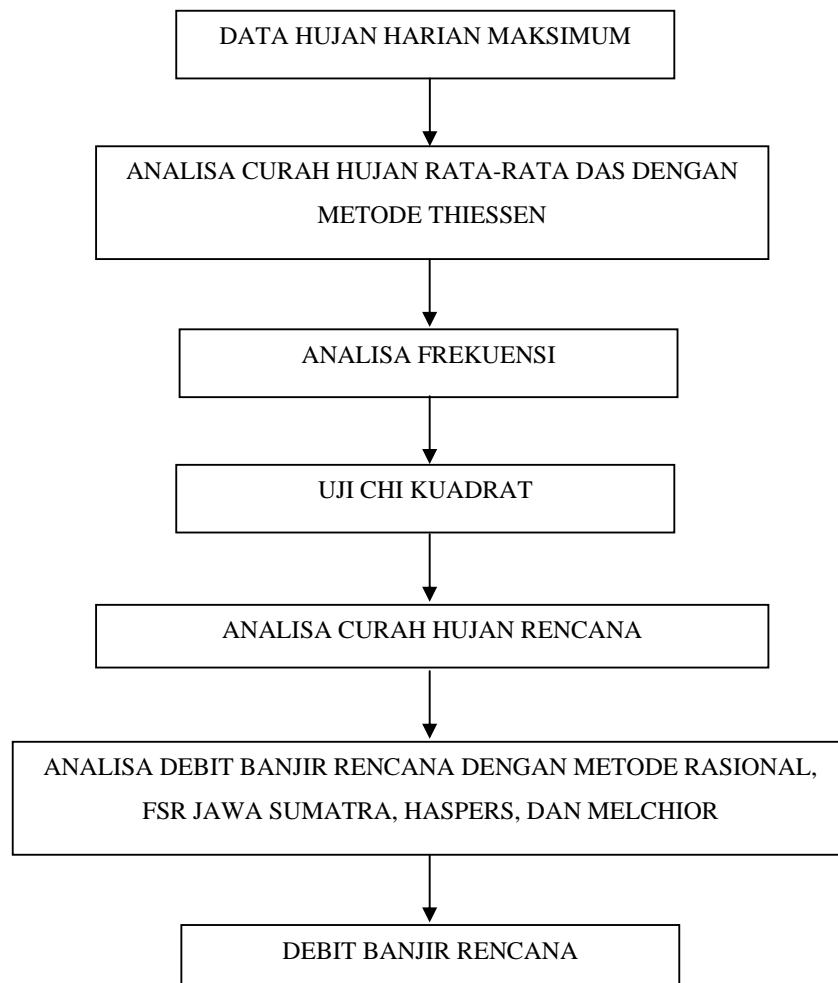 DATA HUJAN HARIAN MAKSIMUM
ANALISA CURAH HUJAN RATA-RATA DAS DENGAN
METODE THIESSEN
ANALISA FREKUENSI
UJI CHI KUADRAT
ANALISA CURAH HUJAN RENCANA
ANALISA DEBIT BANJIR RENCANA DENGAN METODE RASIONAL,
FSR JAWA SUMATRA, HASPERS, DAN MELCHIOR
DEBIT BANJIR RENCANA